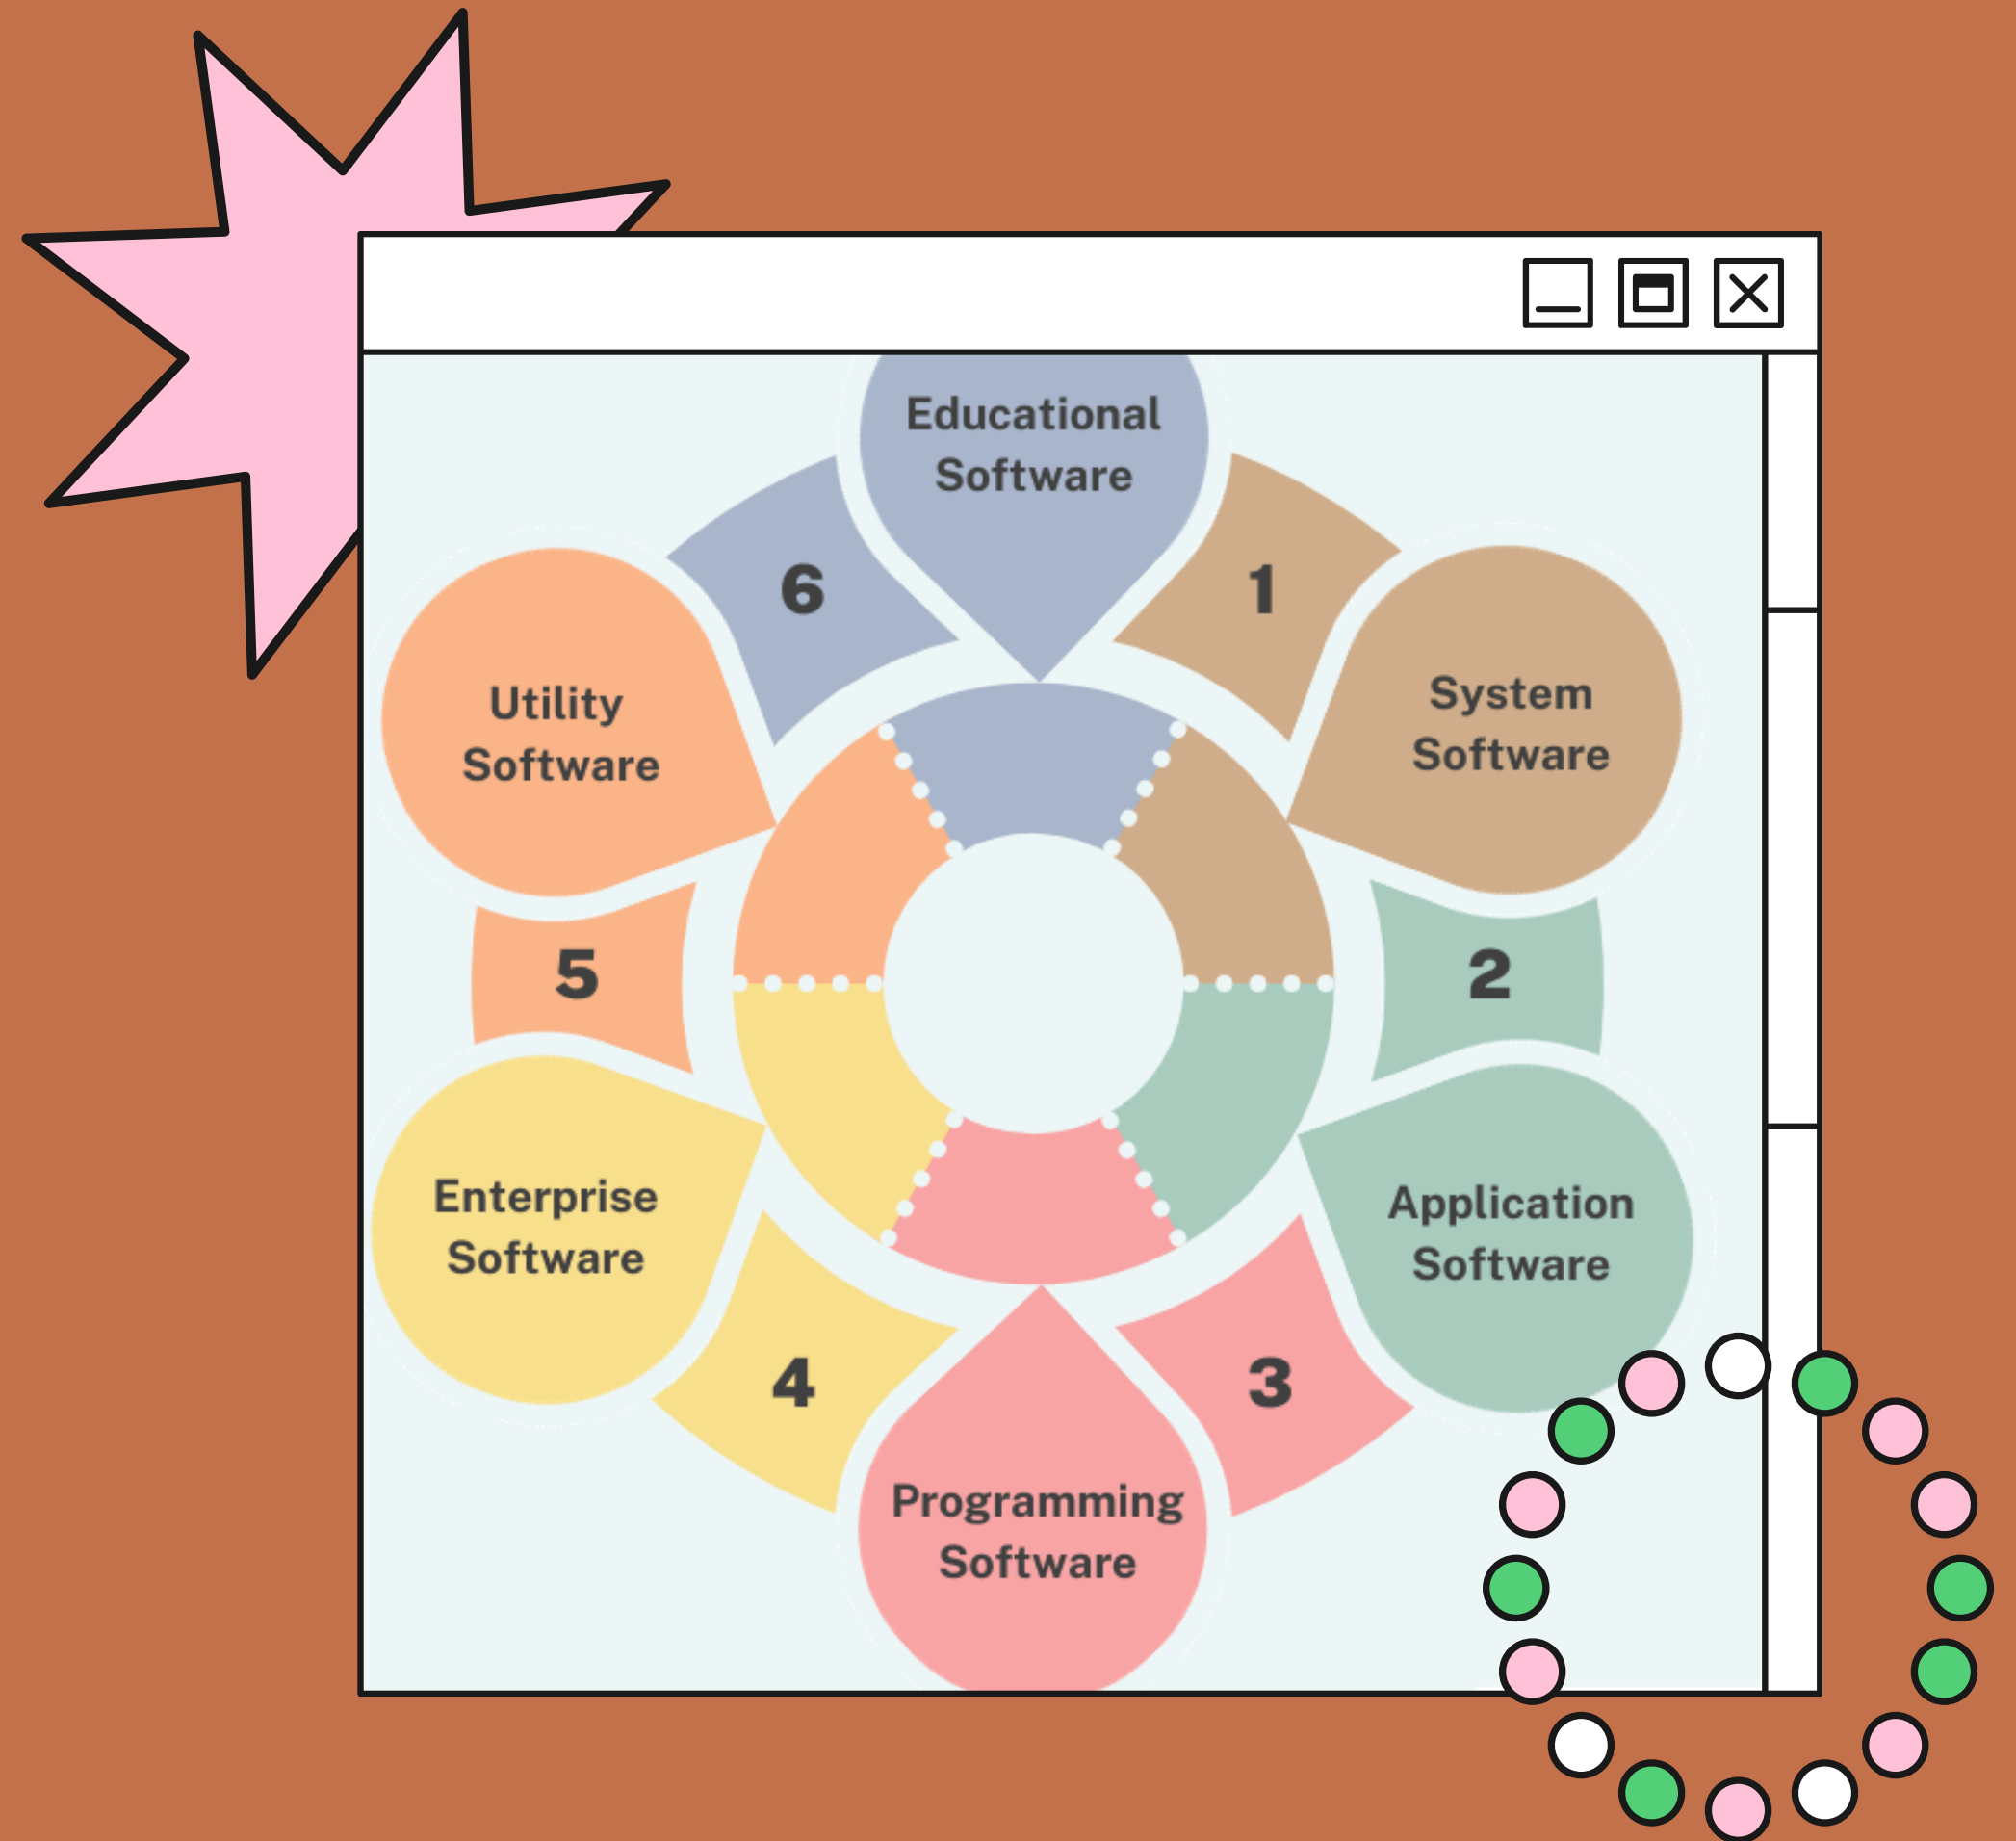 Educational
Software
1
System
Software
2
Application
Software
3
Programming
Software
4
Enterprise
Software
5
Utility
Software
6